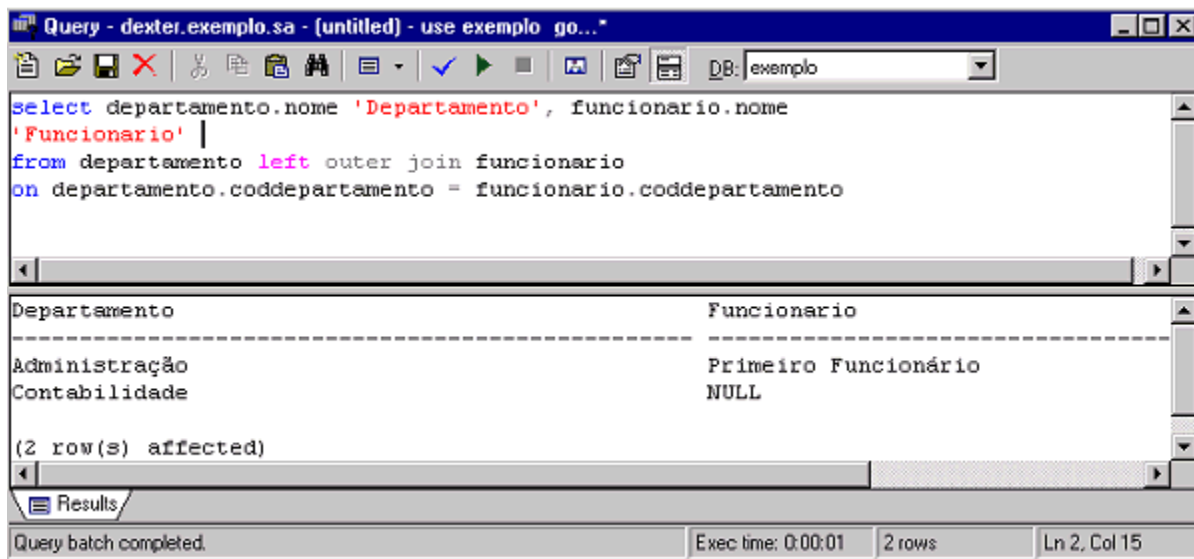 Query - dexter.exemplo.sa - (untitled) - use exemplo go...*
DB: exemplo
select departamento.nome 'Departamento', funcionario.nome
'Funcionario'
from departamento left outer join funcionario
on departamento.coddepartamento = funcionario.coddepartamento
Departamento Funcionario
--------------------------------------------------- ----------------------------------
Administração Primeiro Funcionário
Contabilidade NULL
(2 row(s) affected)
Results
Query batch completed. Exec time: 0:00:01 2 rows Ln 2, Col 15